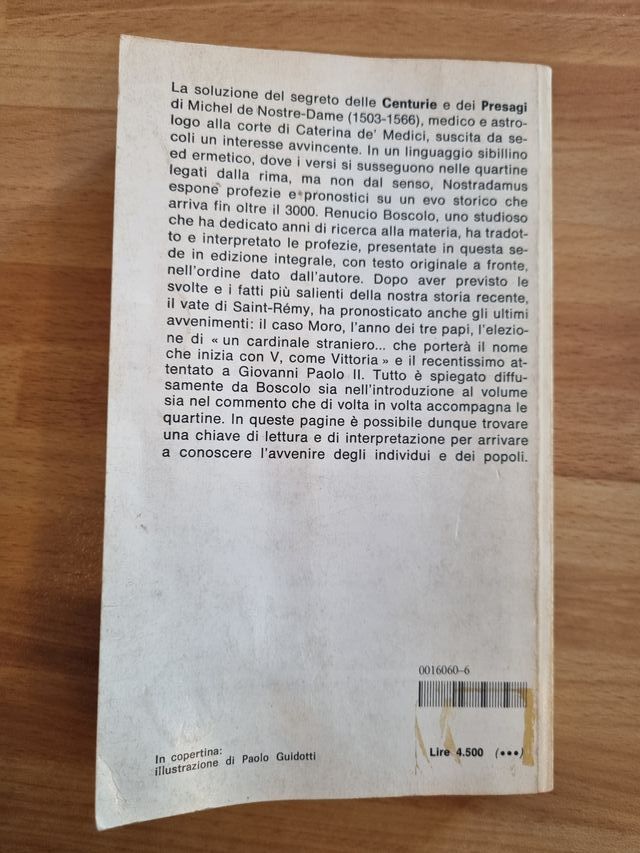 La soluzione del segreto delle Centurie e dei Presagi
di Michel de Nostre-Dame (1503-1566), medico e astro-
logo alla corte di Caterina de' Medici, suscita da se-
coli un interesse avvincente. In un linguaggio sibillino
ed ermetico, dove i versi si susseguono nelle quartine
legati dalla rima, ma non dal senso, Nostradamus
espone profezie e pronostici su un evo storico che
arriva fin oltre il 3000. Renucio Boscolo, uno studioso
che ha dedicato anni di ricerca alla materia, ha tradot-
to e interpretato le profezie, presentate in questa se-
de in edizione integrale, con testo originale a fronte,
nell'ordine dato dall'autore. Dopo aver previsto le
svolte e i fatti più salienti della nostra storia recente,
il vate di Saint-Rémy, ha pronosticato anche gli ultimi
avvenimenti: il caso Moro, l'anno dei tre papi, l'elezio-
ne di « un cardinale straniero... che porterà il nome
che inizia con V, come Vittoria » e il recentissimo at-
tentato a Giovanni Paolo II. Tutto è spiegato diffu-
samente da Boscolo sia nell'introduzione al volume
sia nel commento che di volta in volta accompagna le
quartine. In queste pagine è possibile dunque trovare
una chiave di lettura e di interpretazione per arrivare
a conoscere l'avvenire degli individui e dei popoli.
0016060-6
Lire 4.500 (•••)
In copertina:
illustrazione di Paolo Guidotti